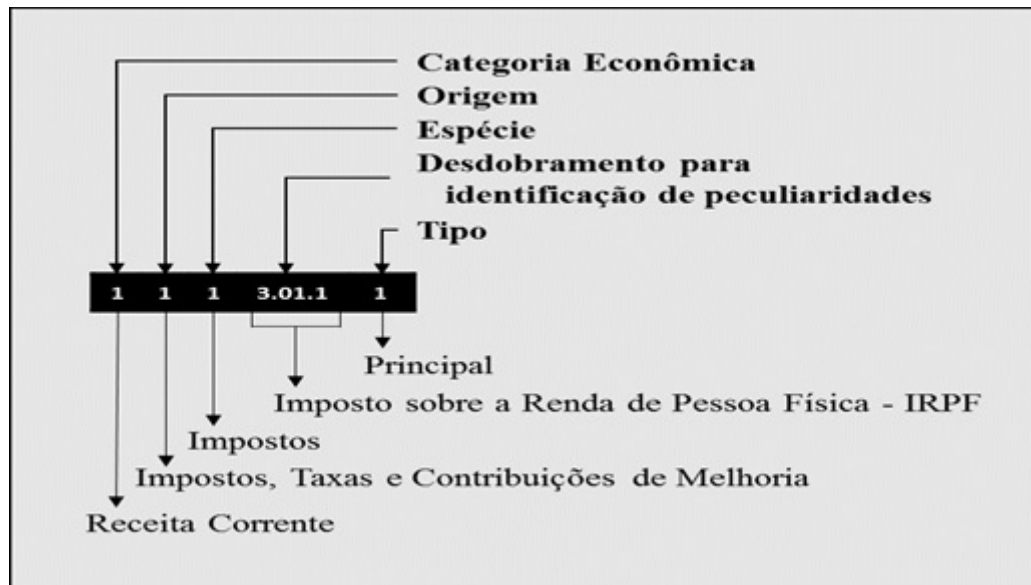 Categoria Econômica
Origem
Espécie
Desdobramento para
identificação de peculiaridades
Tipo
1 1 1 3.01.1 1
Principal
Imposto sobre a Renda de Pessoa Física - IRPF
Impostos
Impostos, Taxas e Contribuições de Melhoria
Receita Corrente